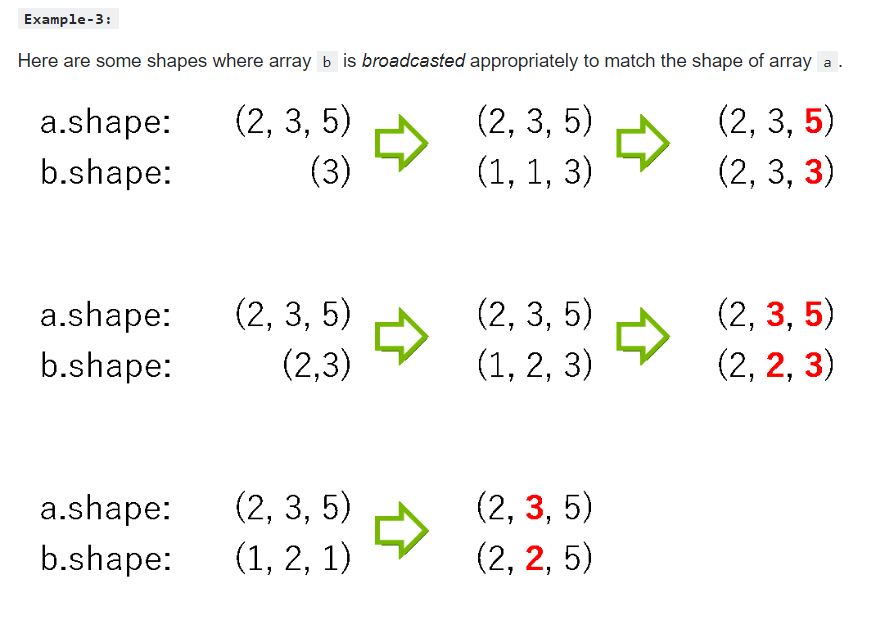 Example-3:
Here are some shapes where array b is broadcasted appropriately to match the shape of array a .
a.shape: (2, 3, 5) (2, 3, 5) (2, 3, 5)
b.shape: (3) (1, 1, 3) (2, 3, 3)
a.shape: (2, 3, 5) (2, 3, 5) (2, 3, 5)
b.shape: (2,3) (1, 2, 3) (2, 2, 3)
a.shape: (2, 3, 5) (2, 3, 5)
b.shape: (1, 2, 1) (2, 2, 5)